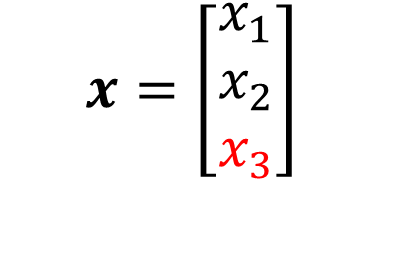 x = [x₁
x₂
x₃]